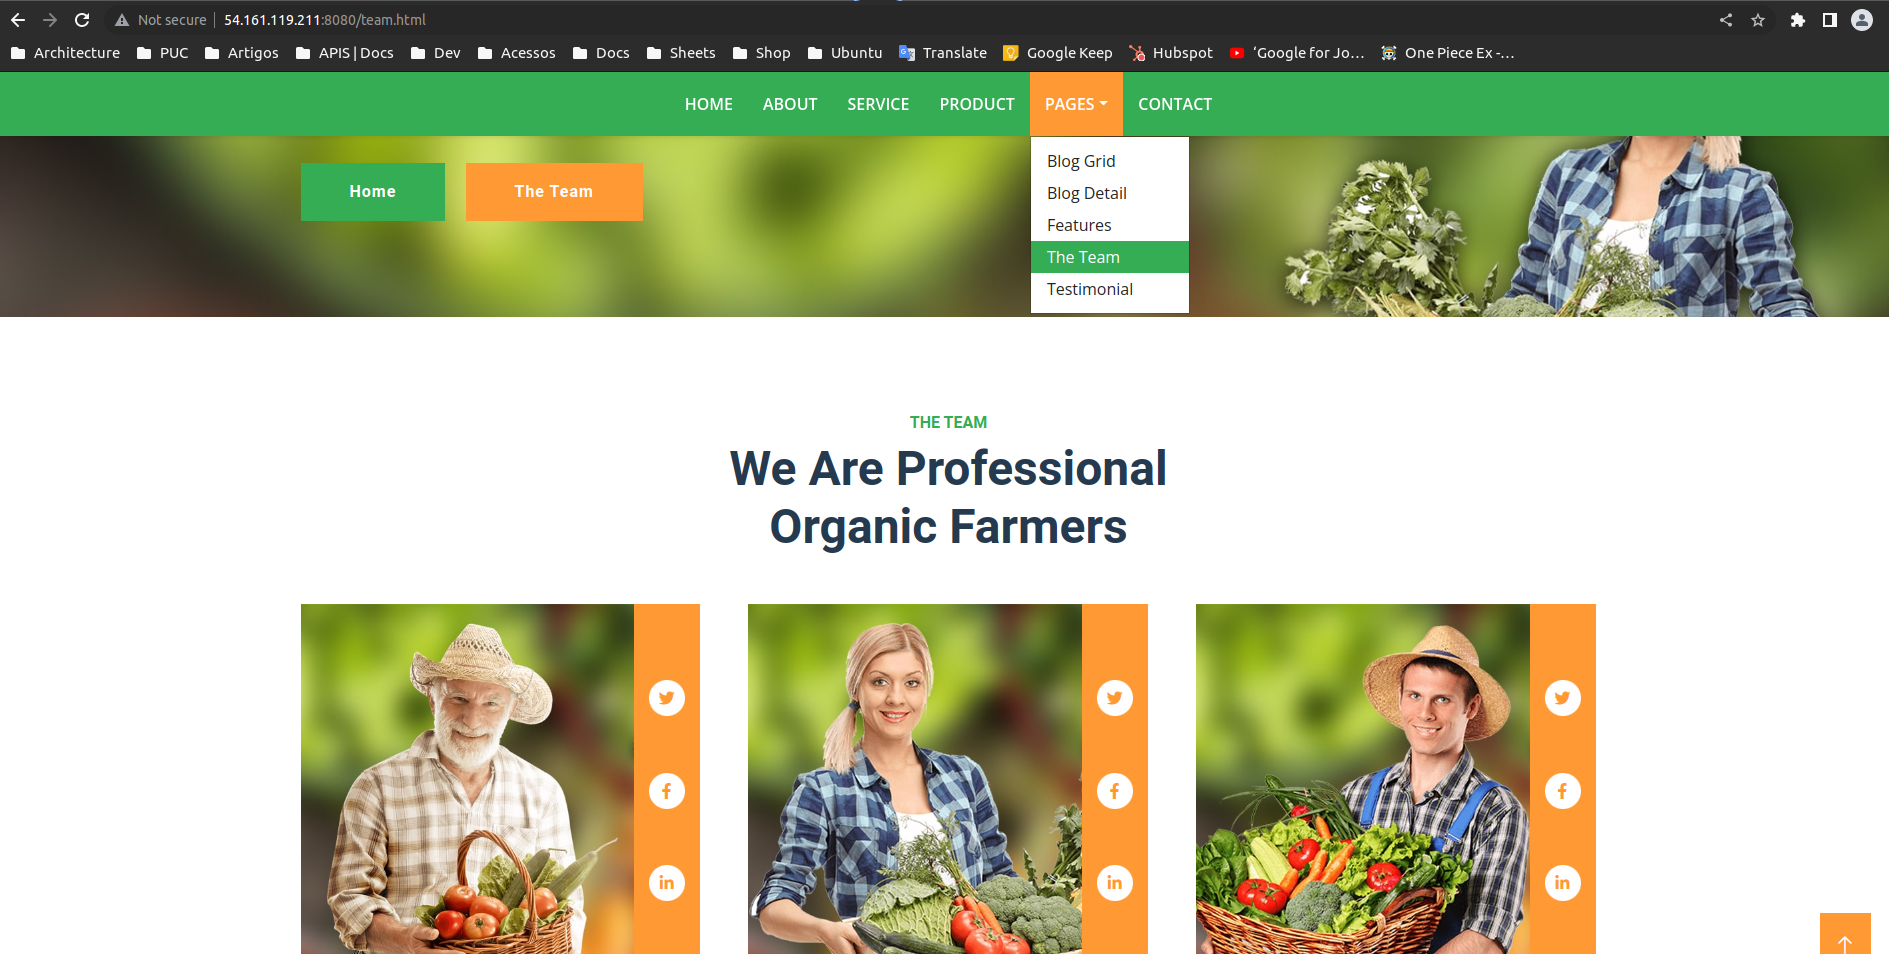 Not secure 54.161.119.211:8080/team.html
Architecture PUC Artigos APIS | Docs Dev Acessos Docs Sheets Shop Ubuntu Translate Google Keep Hubspot ‘Google for Jo… One Piece Ex -…
HOME ABOUT SERVICE PRODUCT PAGES CONTACT
Home The Team
Blog Grid
Blog Detail
Features
The Team
Testimonial
THE TEAM
We Are Professional
Organic Farmers